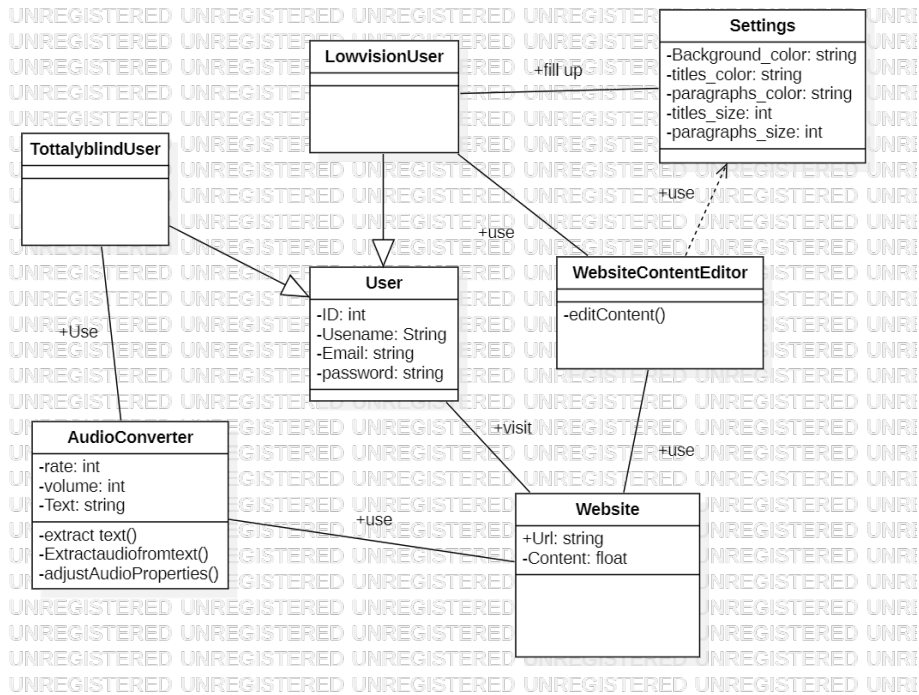 Settings
-Background_color: string
-titles_color: string
-paragraphs_color: string
-titles_size: int
-paragraphs_size: int
LowvisionUser
+fill up
TottalyblindUser
+use
+use
User
-ID: int
-Usename: String
-Email: string
-password: string
WebsiteContentEditor
-editContent()
+Use
+visit
+use
AudioConverter
-rate: int
-volume: int
-Text: string
-extract text()
-Extractaudiofromtext()
-adjustAudioProperties()
+use
Website
+Url: string
-Content: float
UNREGISTERED